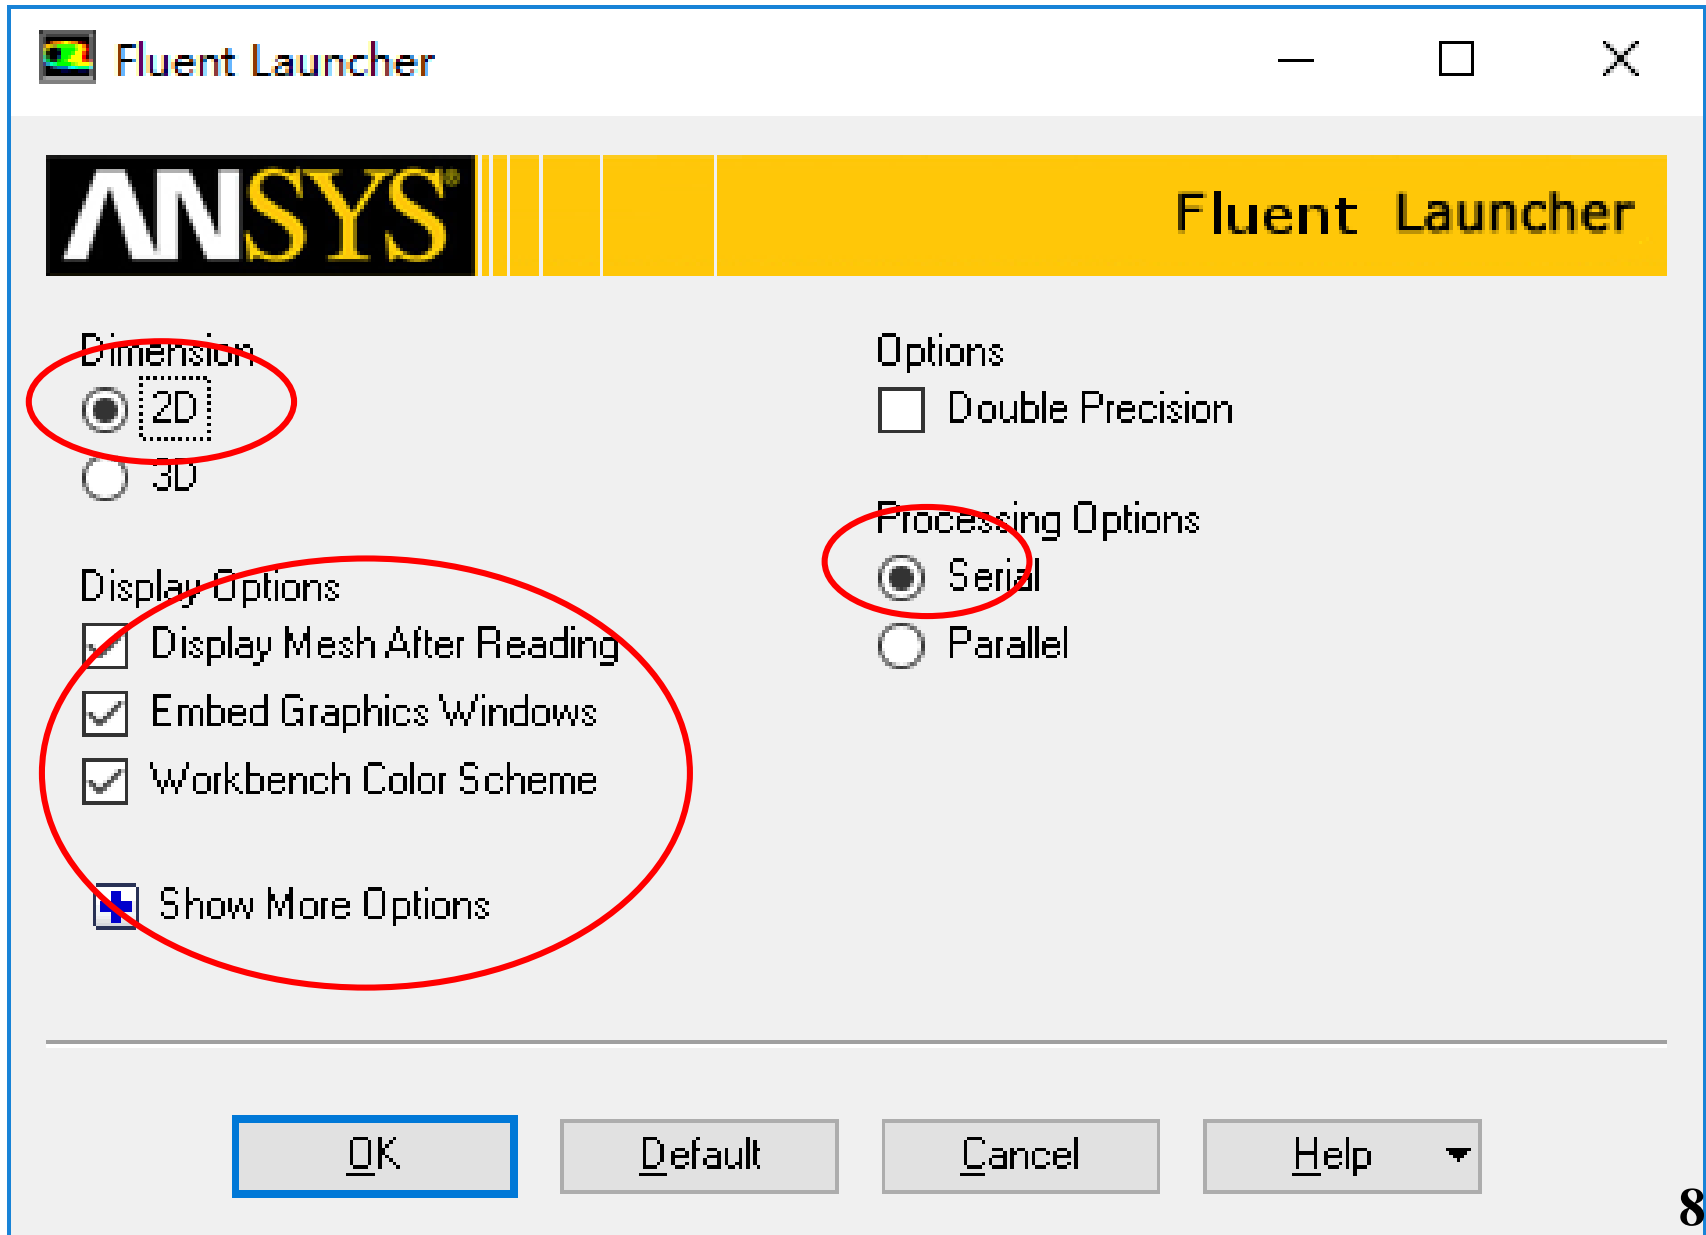 Fluent Launcher
ANSYS®
Fluent Launcher
Dimension
2D
3D
Options
Double Precision
Processing Options
Serial
Parallel
Display Options
Display Mesh After Reading
Embed Graphics Windows
Workbench Color Scheme
Show More Options
OK Default Cancel Help
8